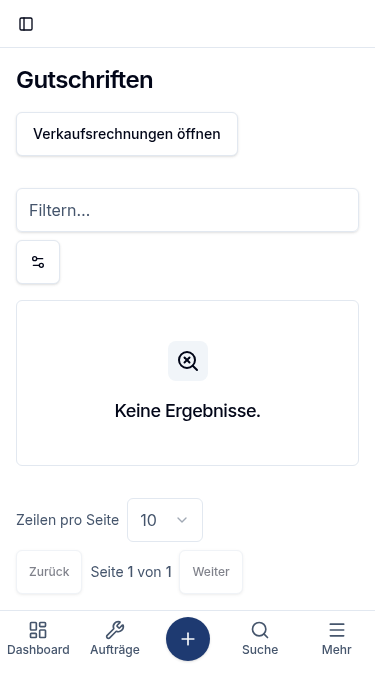 Gutschriften
Verkaufsrechnungen öffnen
Filtern...
Keine Ergebnisse.
Zeilen pro Seite 10
Zurück Seite 1 von 1 Weiter
Dashboard Aufträge Suche Mehr